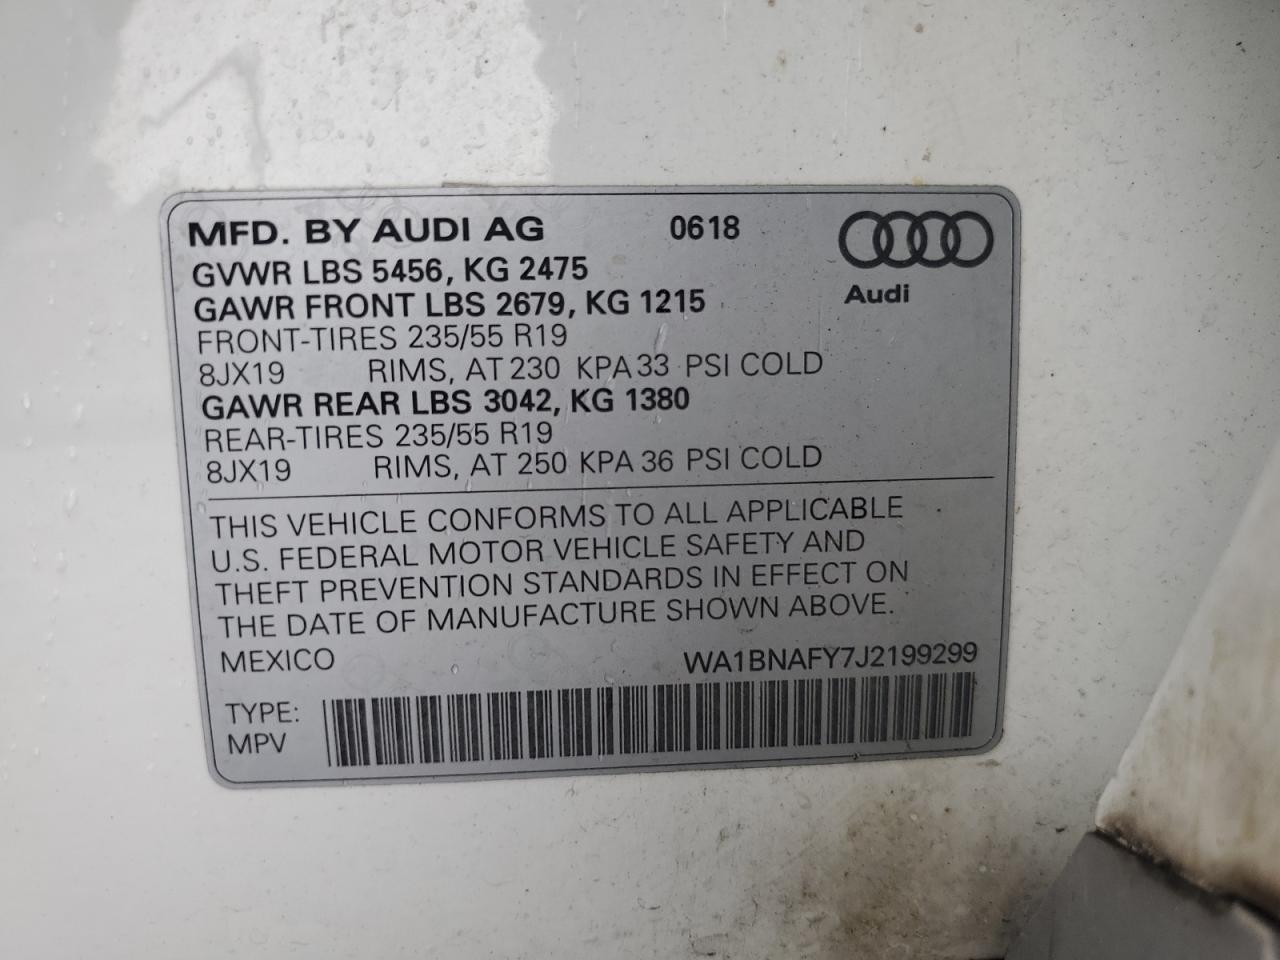 MFD. BY AUDI AG 0618
GVWR LBS 5456, KG 2475
GAWR FRONT LBS 2679, KG 1215
Audi
FRONT-TIRES 235/55 R19
8JX19 RIMS, AT 230 KPA 33 PSI COLD
GAWR REAR LBS 3042, KG 1380
REAR-TIRES 235/55 R19
8JX19 RIMS, AT 250 KPA 36 PSI COLD
THIS VEHICLE CONFORMS TO ALL APPLICABLE
U.S. FEDERAL MOTOR VEHICLE SAFETY AND
THEFT PREVENTION STANDARDS IN EFFECT ON
THE DATE OF MANUFACTURE SHOWN ABOVE.
MEXICO WA1BNAFY7J2199299
TYPE:
MPV